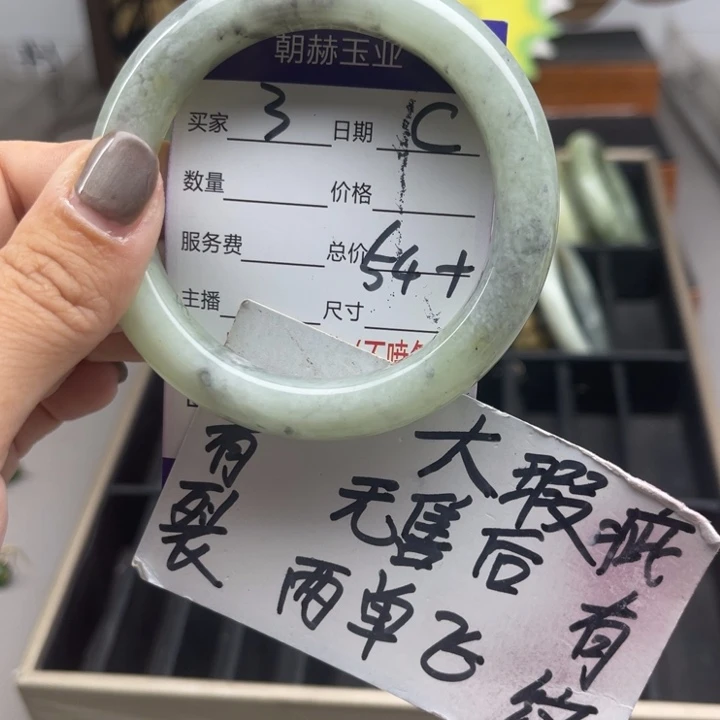 朝赫玉业
买家 3 日期 C
数量 价格
服务费 总价 54+
主播 尺寸
有裂
大瑕疵有
无售后
两单飞